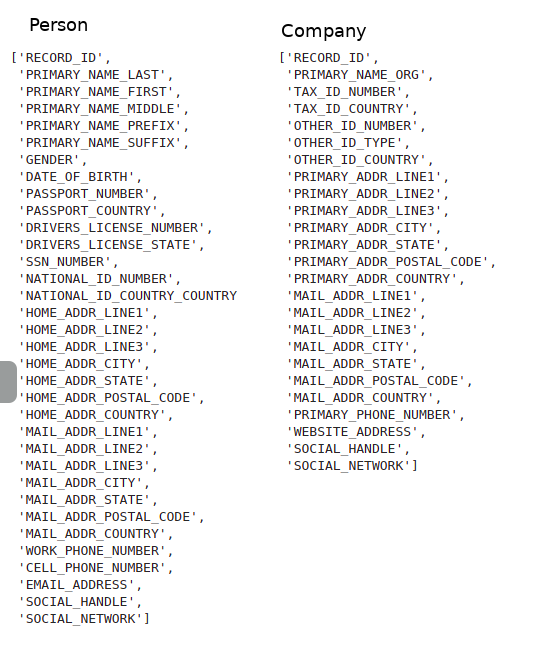 Person
['RECORD_ID',
'PRIMARY_NAME_LAST',
'PRIMARY_NAME_FIRST',
'PRIMARY_NAME_MIDDLE',
'PRIMARY_NAME_PREFIX',
'PRIMARY_NAME_SUFFIX',
'GENDER',
'DATE_OF_BIRTH',
'PASSPORT_NUMBER',
'PASSPORT_COUNTRY',
'DRIVERS_LICENSE_NUMBER',
'DRIVERS_LICENSE_STATE',
'SSN_NUMBER',
'NATIONAL_ID_NUMBER',
'NATIONAL_ID_COUNTRY_COUNTRY
'HOME_ADDR_LINE1',
'HOME_ADDR_LINE2',
'HOME_ADDR_LINE3',
'HOME_ADDR_CITY',
'HOME_ADDR_STATE',
'HOME_ADDR_POSTAL_CODE',
'HOME_ADDR_COUNTRY',
'MAIL_ADDR_LINE1',
'MAIL_ADDR_LINE2',
'MAIL_ADDR_LINE3',
'MAIL_ADDR_CITY',
'MAIL_ADDR_STATE',
'MAIL_ADDR_POSTAL_CODE',
'MAIL_ADDR_COUNTRY',
'WORK_PHONE_NUMBER',
'CELL_PHONE_NUMBER',
'EMAIL_ADDRESS',
'SOCIAL_HANDLE',
'SOCIAL_NETWORK']
Company
['RECORD_ID',
'PRIMARY_NAME_ORG',
'TAX_ID_NUMBER',
'TAX_ID_COUNTRY',
'OTHER_ID_NUMBER',
'OTHER_ID_TYPE',
'OTHER_ID_COUNTRY',
'PRIMARY_ADDR_LINE1',
'PRIMARY_ADDR_LINE2',
'PRIMARY_ADDR_LINE3',
'PRIMARY_ADDR_CITY',
'PRIMARY_ADDR_STATE',
'PRIMARY_ADDR_POSTAL_CODE',
'PRIMARY_ADDR_COUNTRY',
'MAIL_ADDR_LINE1',
'MAIL_ADDR_LINE2',
'MAIL_ADDR_LINE3',
'MAIL_ADDR_CITY',
'MAIL_ADDR_STATE',
'MAIL_ADDR_POSTAL_CODE',
'MAIL_ADDR_COUNTRY',
'PRIMARY_PHONE_NUMBER',
'WEBSITE_ADDRESS',
'SOCIAL_HANDLE',
'SOCIAL_NETWORK']